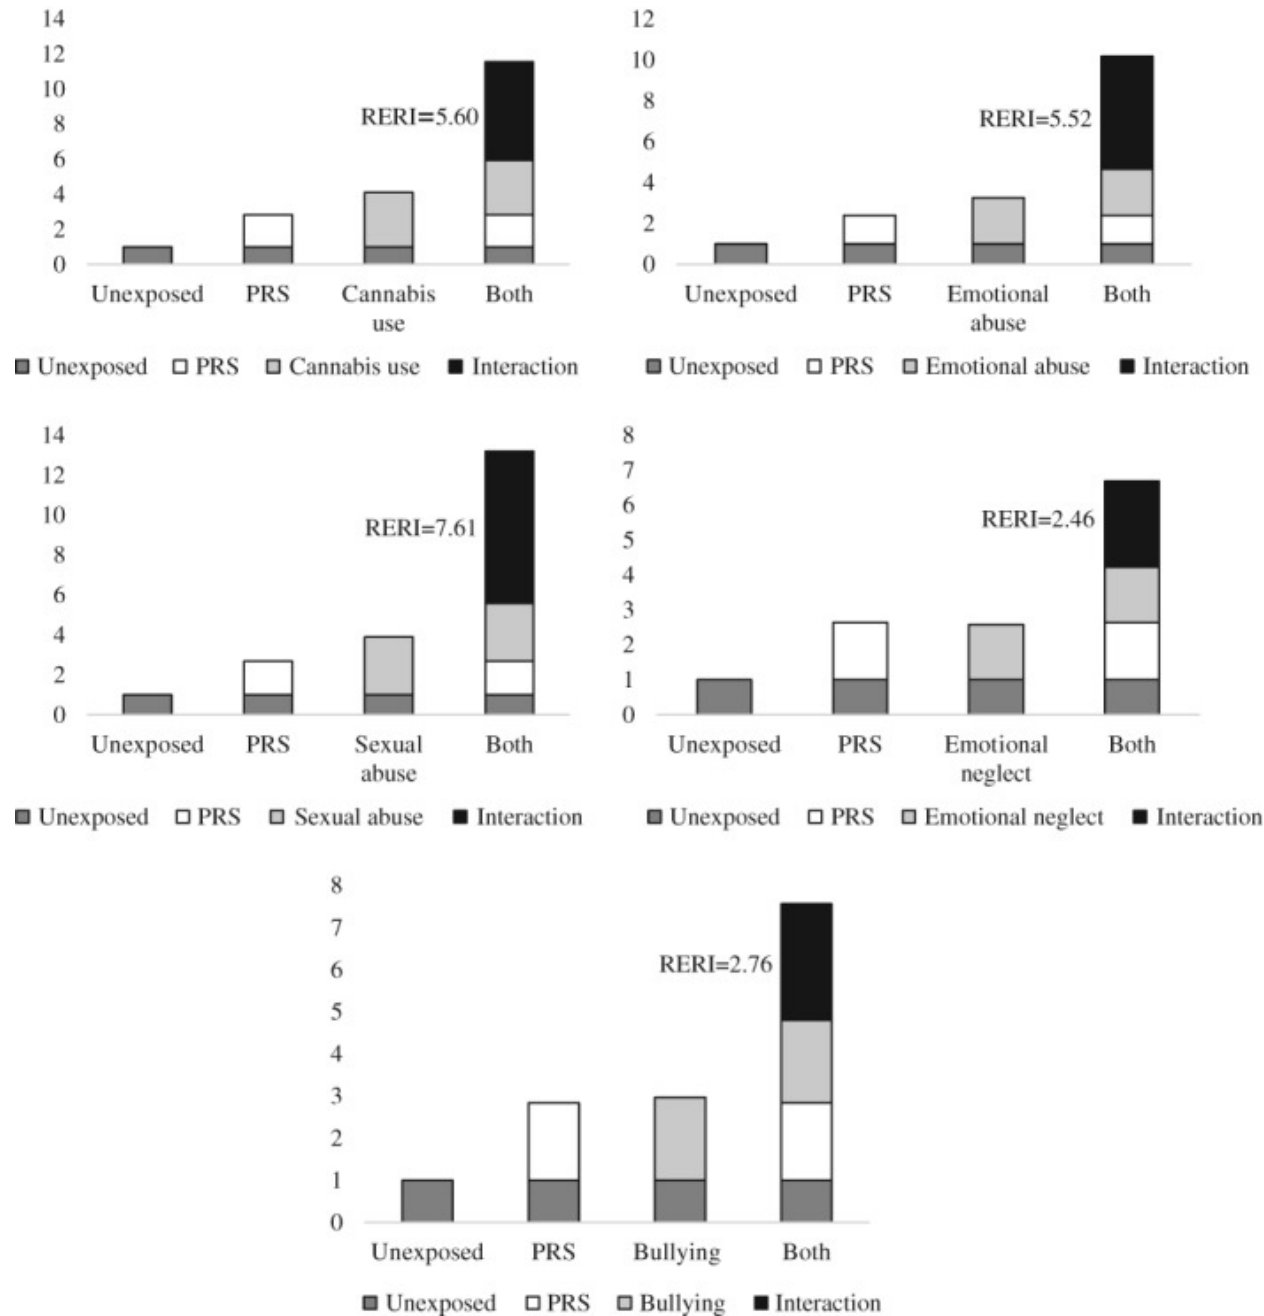 14
12
10
8
6
4
2
0
RERI=5.60
Unexposed PRS Cannabis use Both
Unexposed PRS Cannabis use Interaction
12
10
8
6
4
2
0
RERI=5.52
Unexposed PRS Emotional abuse Both
Unexposed PRS Emotional abuse Interaction
14
12
10
8
6
4
2
0
RERI=7.61
Unexposed PRS Sexual abuse Both
Unexposed PRS Sexual abuse Interaction
8
7
6
5
4
3
2
1
0
RERI=2.46
Unexposed PRS Emotional neglect Both
Unexposed PRS Emotional neglect Interaction
8
7
6
5
4
3
2
1
0
RERI=2.76
Unexposed PRS Bullying Both
Unexposed PRS Bullying Interaction